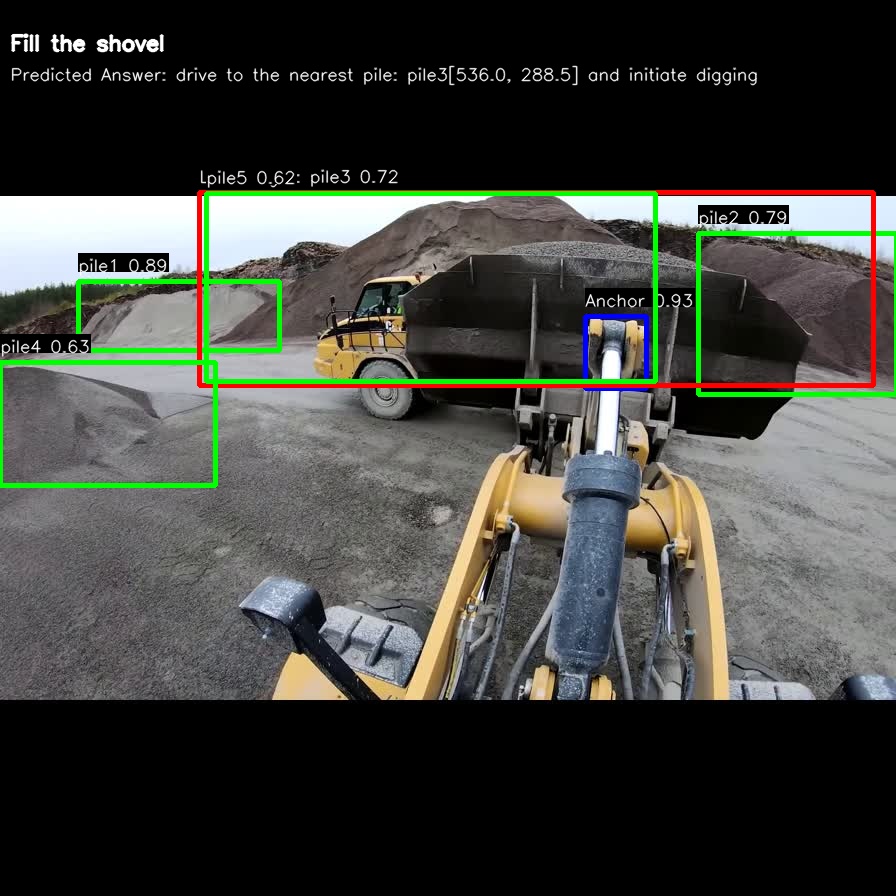 Fill the shovel
Predicted Answer: drive to the nearest pile: pile3[536.0, 288.5] and initiate digging
Lpile5 0.62: pile3 0.72
pile2 0.79
pile1 0.89
Anchor 0.93
pile4 0.63